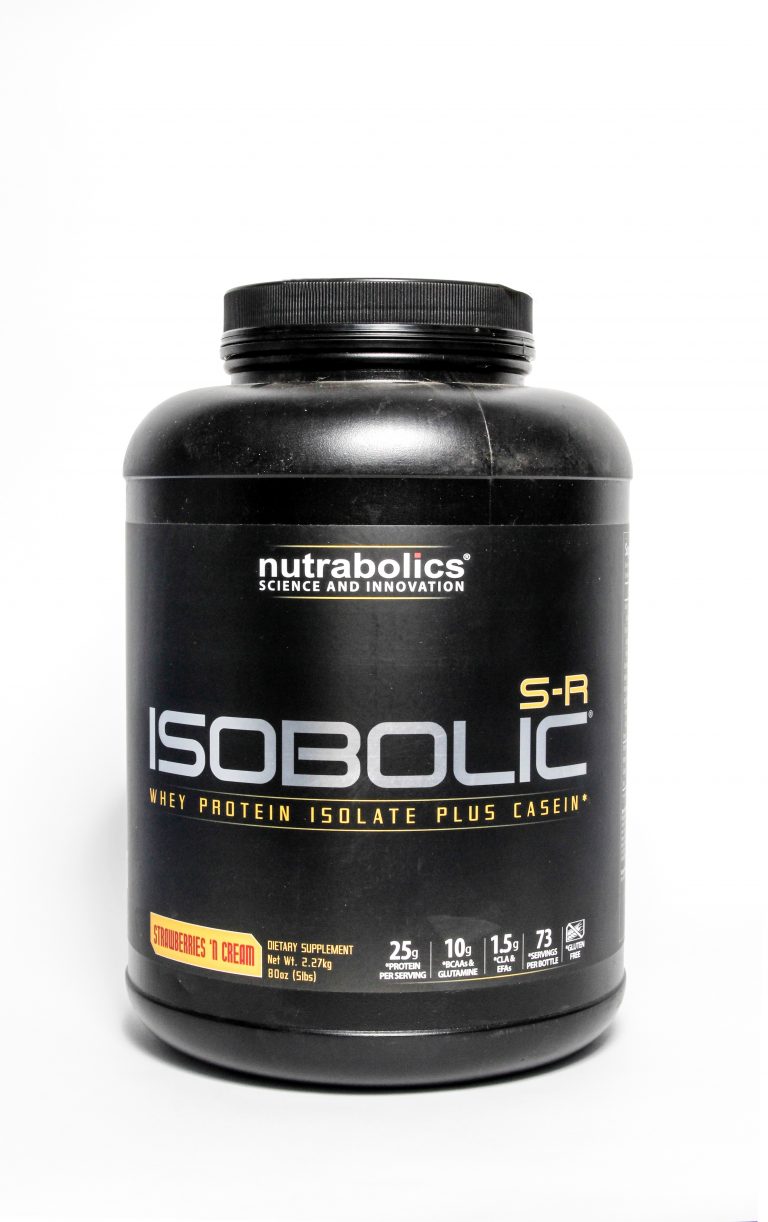 nutrabolics®
SCIENCE AND INNOVATION
S-R
ISOBOLIC®
WHEY PROTEIN ISOLATE PLUS CASEIN*
STRAWBERRIES 'N CREAM
DIETARY SUPPLEMENT
Net Wt. 2.27kg
80oz (5lbs)
25g
*PROTEIN
PER SERVING
10g
*BCAAs &
GLUTAMINE
1.5g
*CLA &
EFAs
73
*SERVINGS
PER BOTTLE
*GLUTEN
FREE